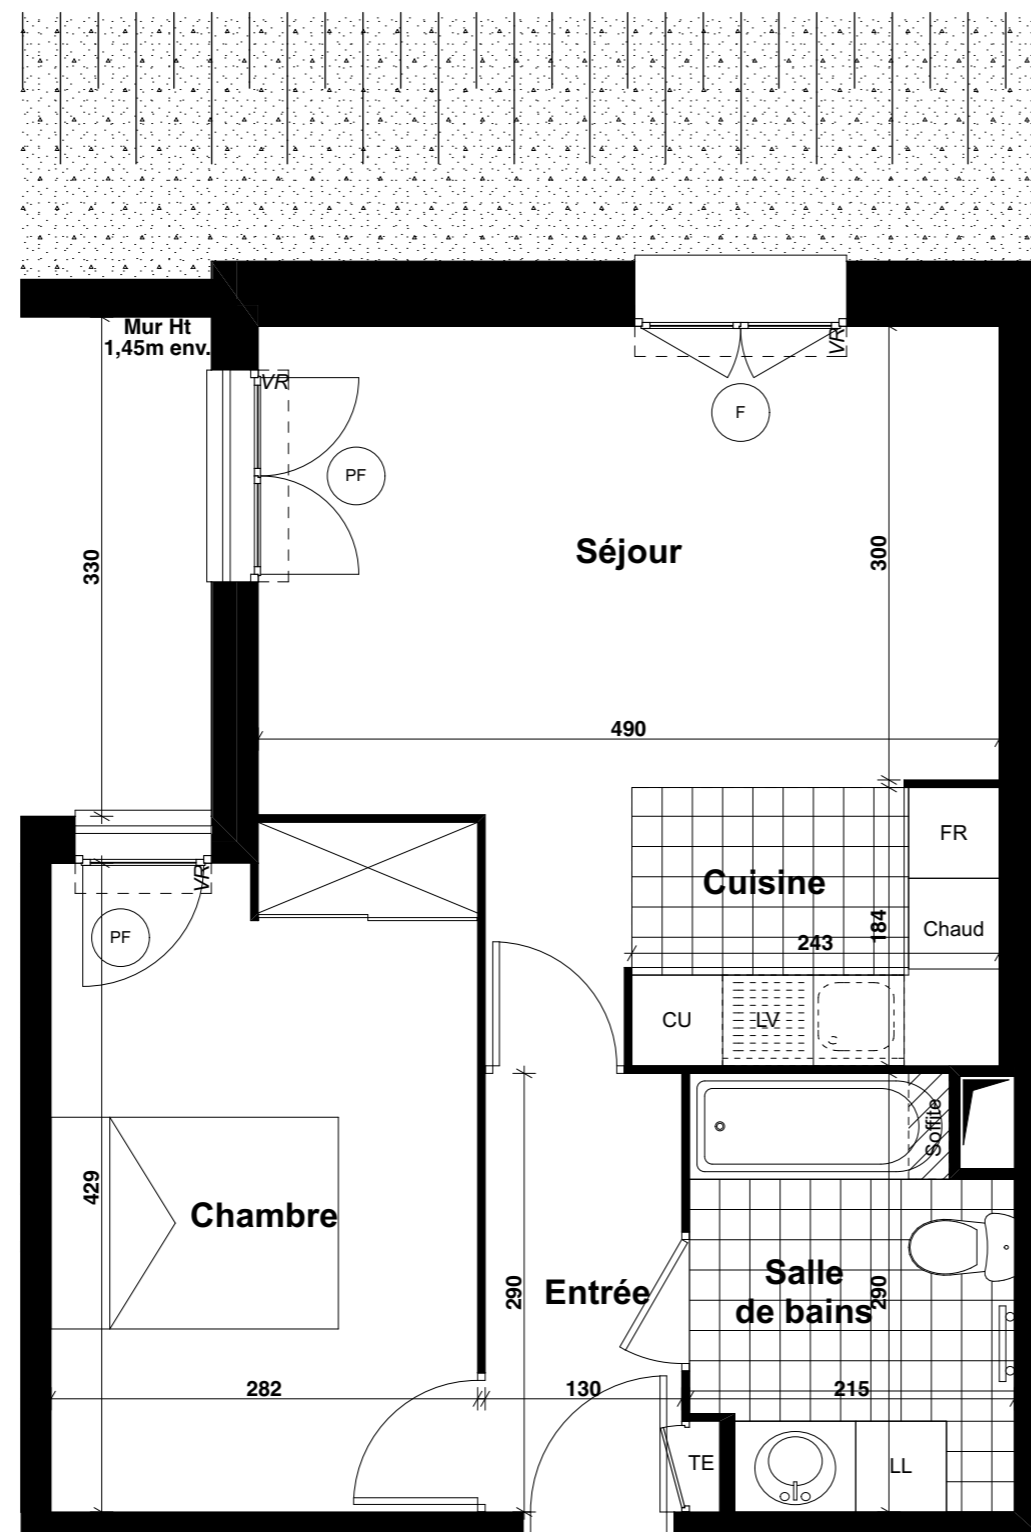 Mur Ht
1,45m env.
VR
VR
F
PF
Séjour
330
300
490
FR
Cuisine
VR
184
Chaud
PF
243
CU
LV
Soffite
429
Chambre
Salle
de bains
290
Entrée
290
282
130
215
TE
LL